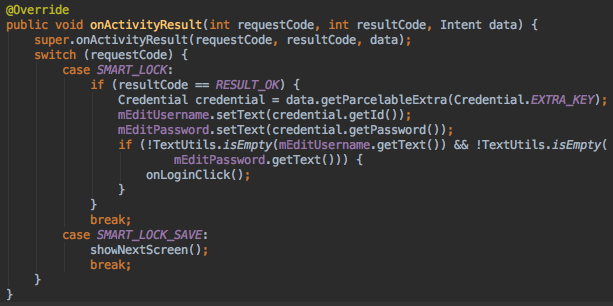 @Override
public void onActivityResult(int requestCode, int resultCode, Intent data) {
    super.onActivityResult(requestCode, resultCode, data);
    switch (requestCode) {
        case SMART_LOCK:
            if (resultCode == RESULT_OK) {
                Credential credential = data.getParcelableExtra(Credential.EXTRA_KEY);
                mEditUsername.setText(credential.getId());
                mEditPassword.setText(credential.getPassword());
                if (!TextUtils.isEmpty(mEditUsername.getText()) && !TextUtils.isEmpty(
                        mEditPassword.getText())) {
                    onLoginClick();
                }
            }
            break;
        case SMART_LOCK_SAVE:
            showNextScreen();
            break;
    }
}